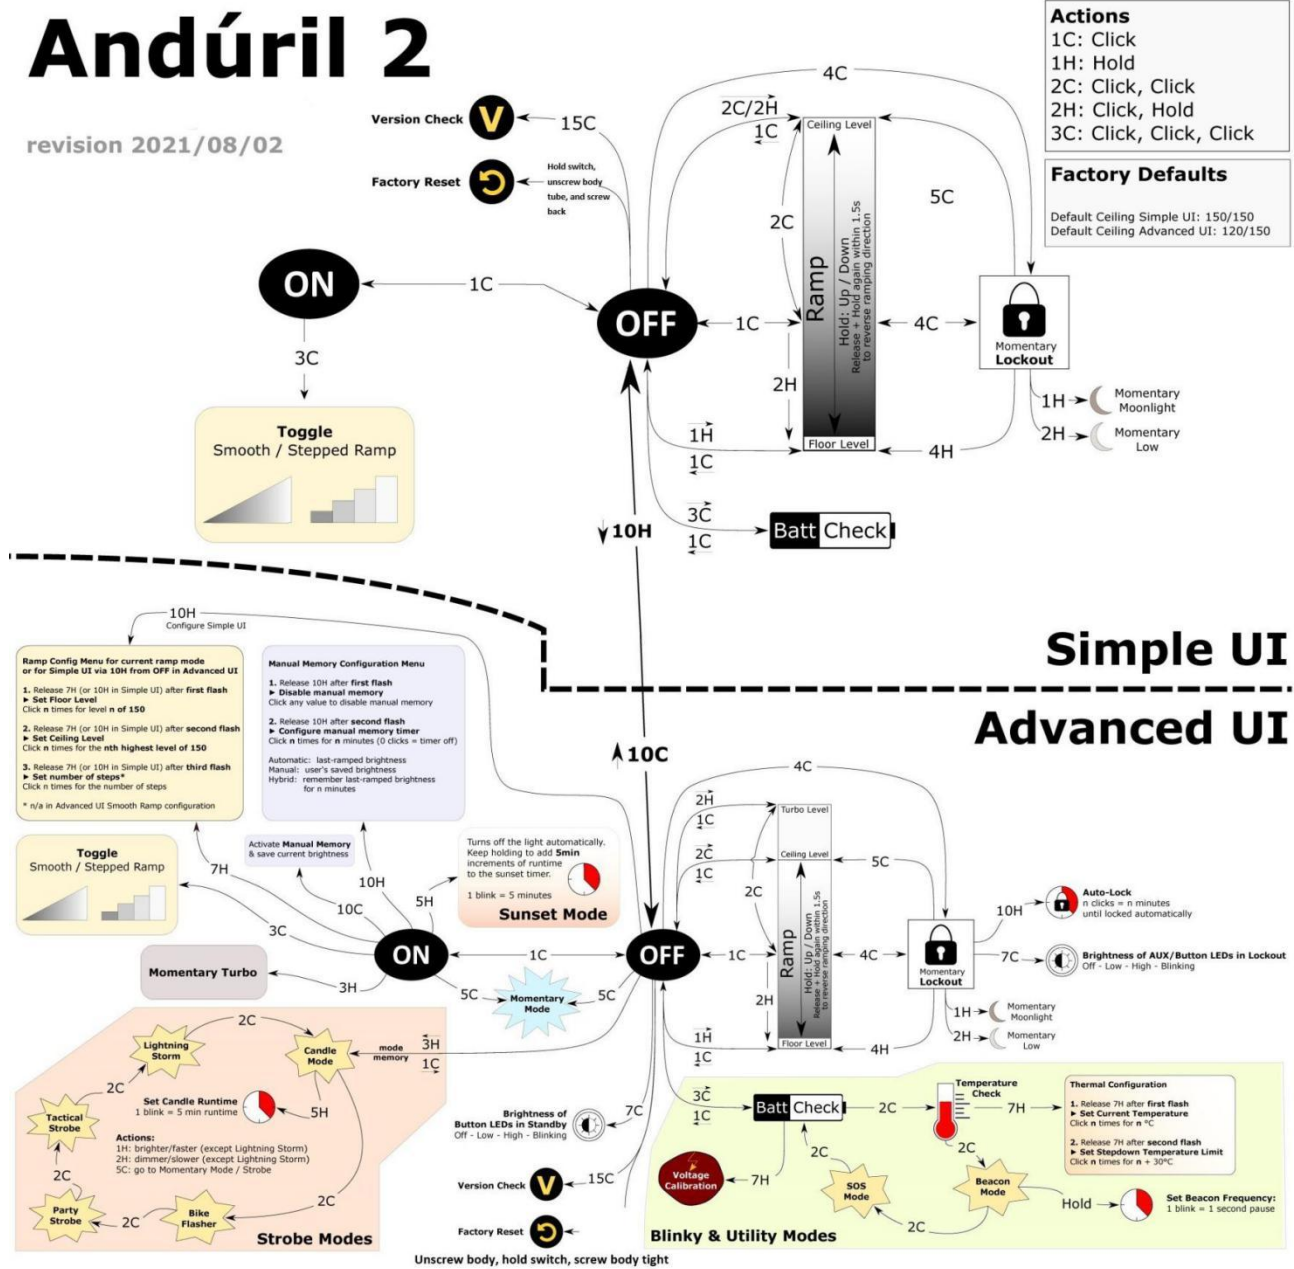 Andúril 2
revision 2021/08/02
Actions
1C: Click
1H: Hold
2C: Click, Click
2H: Click, Hold
3C: Click, Click, Click
Factory Defaults
Default Ceiling Simple UI: 150/150
Default Ceiling Advanced UI: 120/150
Version Check
V
15C
Factory Reset
Hold switch,
unscrew body
tube, and screw
back
4C
2C/2H
1C
Ceiling Level
2C
5C
Ramp
Hold: Up / Down
Release + Hold again within 1.5s
to reverse ramping direction
ON
1C
OFF
1C
4C
Momentary
Lockout
3C
2H
1H
Momentary
Moonlight
2H
Momentary
Low
Toggle
Smooth / Stepped Ramp
1H
1C
Floor Level
4H
3C
1C
Batt Check
10H
Simple UI
Advanced UI
10H
Configure Simple UI
Ramp Config Menu for current ramp mode
or for Simple UI via 10H from OFF in Advanced UI
1. Release 7H (or 10H in Simple UI) after first flash
► Set Floor Level
Click n times for level n of 150
2. Release 7H (or 10H in Simple UI) after second flash
► Set Ceiling Level
Click n times for the nth highest level of 150
3. Release 7H (or 10H in Simple UI) after third flash
► Set number of steps*
Click n times for the number of steps
* n/a in Advanced UI Smooth Ramp configuration
Manual Memory Configuration Menu
1. Release 10H after first flash
► Disable manual memory
Click any value to disable manual memory
2. Release 10H after second flash
► Configure manual memory timer
Click n times for n minutes (0 clicks = timer off)
Automatic: last-ramped brightness
Manual: user's saved brightness
Hybrid: remember last-ramped brightness
for n minutes
10C
Toggle
Smooth / Stepped Ramp
7H
Activate Manual Memory
& save current brightness
10H
10C
5H
Turns off the light automatically.
Keep holding to add 5min
increments of runtime
to the sunset timer.
1 blink = 5 minutes
Sunset Mode
3C
ON
1C
OFF
Momentary Turbo
3H
5C
Momentary
Mode
5C
4C
2H
1C
Turbo Level
2C
1C
Ceiling Level
2C
5C
Ramp
Hold: Up / Down
Release + Hold again within 1.5s
to reverse ramping direction
1C
4C
Momentary
Lockout
10H
Auto-Lock
n clicks = n minutes
until locked automatically
7C
Brightness of AUX/Button LEDs in Lockout
Off - Low - High - Blinking
2H
1H
Momentary
Moonlight
2H
Momentary
Low
1H
1C
Floor Level
4H
2C
Lightning
Storm
Candle
Mode
mode
memory
3H
1C
2C
Set Candle Runtime
1 blink = 5 min runtime
5H
Tactical
Strobe
Actions:
1H: brighter/faster (except Lightning Storm)
2H: dimmer/slower (except Lightning Storm)
5C: go to Momentary Mode / Strobe
2C
2C
Party
Strobe
2C
Bike
Flasher
Strobe Modes
Brightness of
Button LEDs in Standby
Off - Low - High - Blinking
7C
Version Check
V
15C
Factory Reset
Unscrew body, hold switch, screw body tight
3C
1C
Batt Check
2C
Temperature
Check
7H
Thermal Configuration
1. Release 7H after first flash
► Set Current Temperature
Click n times for n °C
2. Release 7H after second flash
► Set Stepdown Temperature Limit
Click n times for n + 30°C
2C
2C
Voltage
Calibration
7H
SOS
Mode
Beacon
Mode
Hold
Set Beacon Frequency:
1 blink = 1 second pause
2C
Blinky & Utility Modes